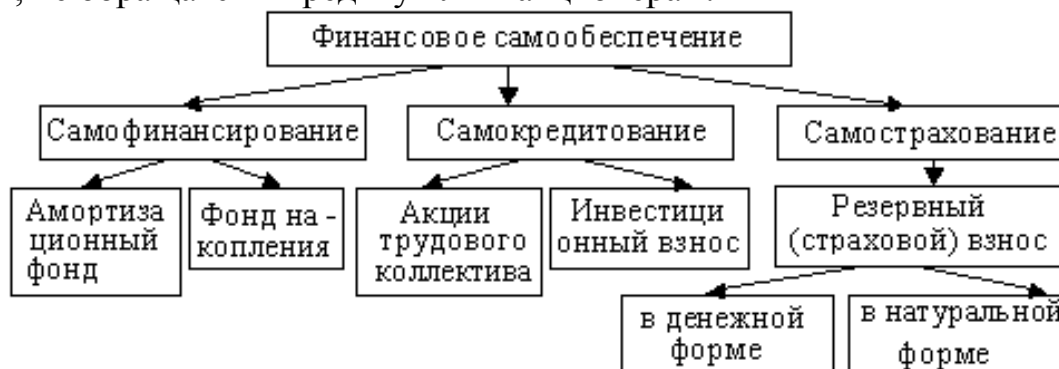 Финансовое самообеспечение
Самофинансирование
Самокредитование
Самострахование
Амортиза
ционный
фонд
Фонд на -
копления
Акции
трудового
коллектива
Инвестици
онный взнос
Резервный
(страховой) взнос
в денежной
форме
в натуральной
форме